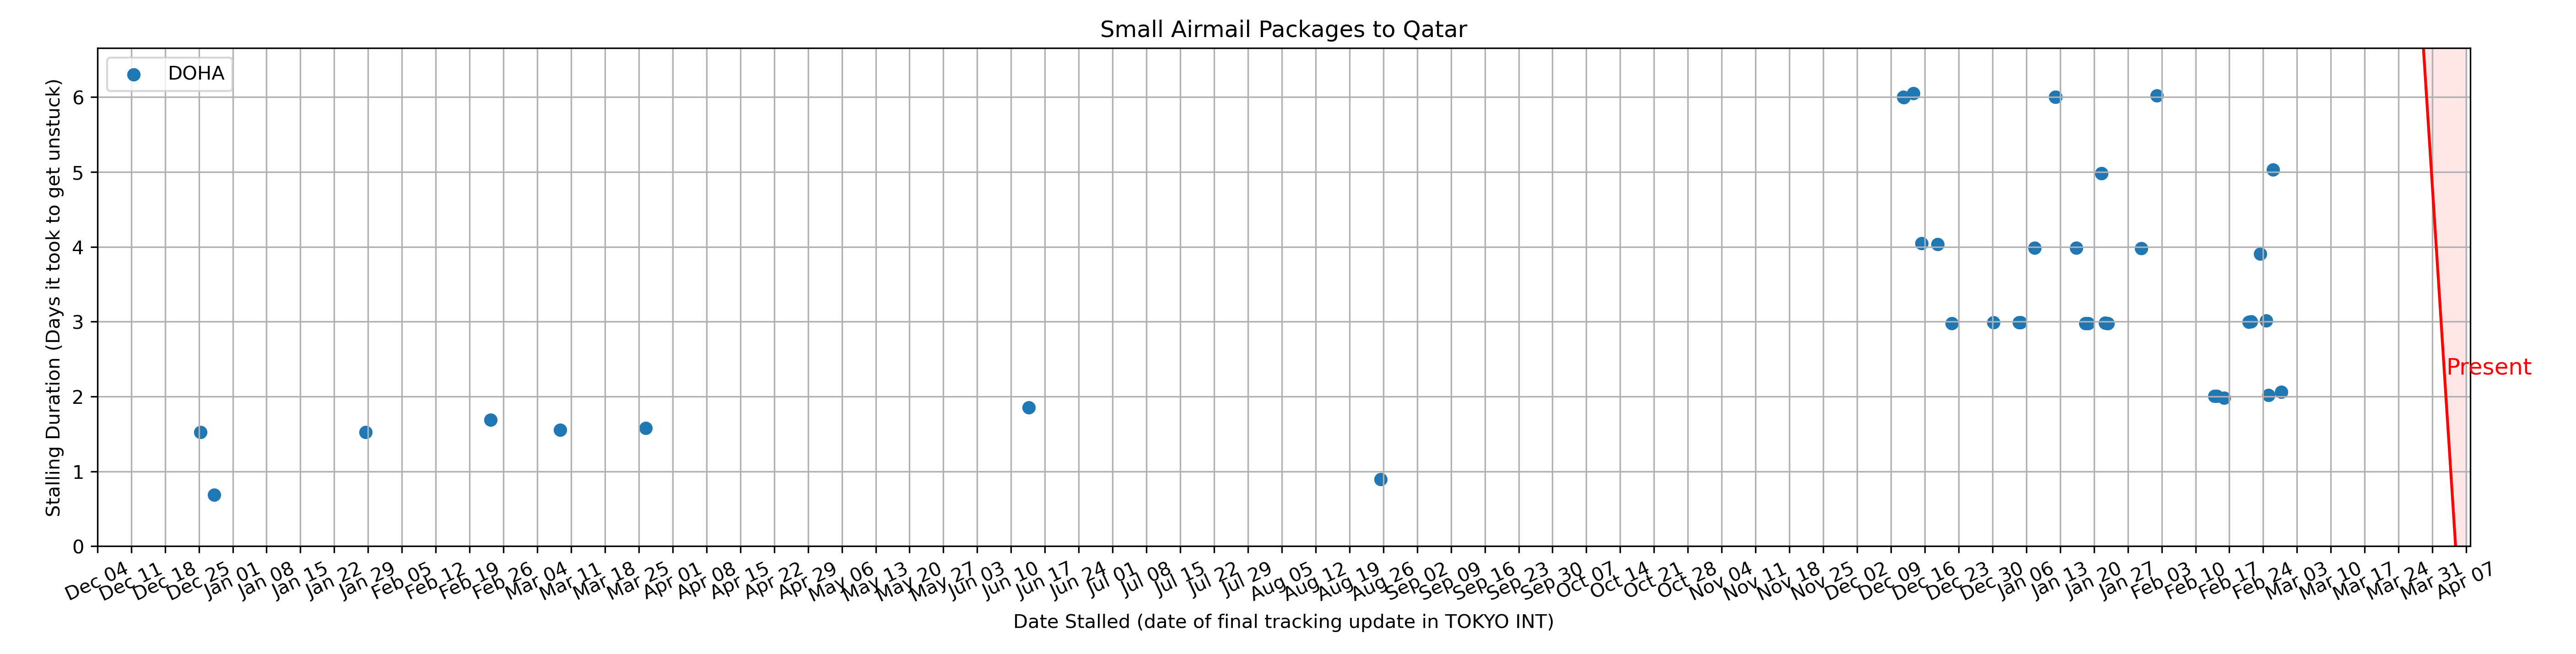 Small Airmail Packages to Qatar
DOHA
Stalling Duration (Days it took to get unstuck)
6
5
4
3
2
1
0
Present
Dec 04 Dec 11 Dec 18 Dec 25 Jan 01 Jan 08 Jan 15 Jan 22 Jan 29 Feb 05 Feb 12 Feb 19 Feb 26 Mar 04 Mar 11 Mar 18 Mar 25 Apr 01 Apr 08 Apr 15 Apr 22 Apr 29 May 06 May 13 May 20 May 27 Jun 03 Jun 10 Jun 17 Jun 24 Jul 01 Jul 08 Jul 15 Jul 22 Jul 29 Aug 05 Aug 12 Aug 19 Aug 26 Sep 02 Sep 09 Sep 16 Sep 23 Sep 30 Oct 07 Oct 14 Oct 21 Oct 28 Nov 04 Nov 11 Nov 18 Nov 25 Dec 02 Dec 09 Dec 16 Dec 23 Dec 30 Jan 06 Jan 13 Jan 20 Jan 27 Feb 03 Feb 10 Feb 17 Feb 24 Mar 03 Mar 10 Mar 17 Mar 24 Mar 31 Apr 07
Date Stalled (date of final tracking update in TOKYO INT)